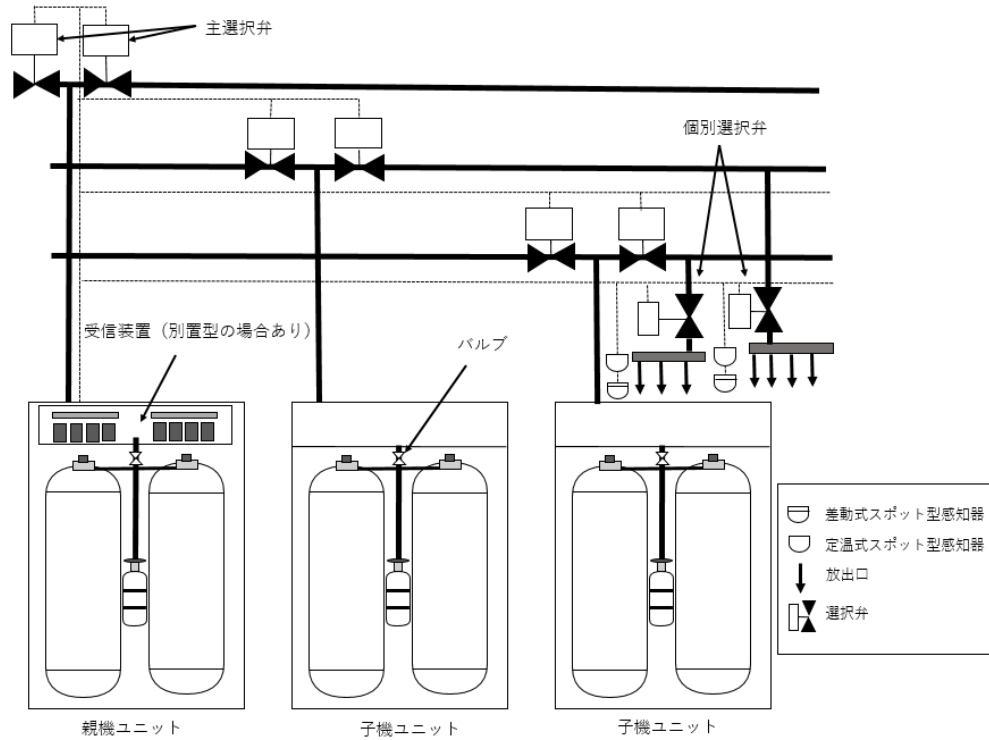 主選択弁
個別選択弁
受信装置（別置型の場合あり）
バルブ
差動式スポット型感知器
定温式スポット型感知器
放出口
選択弁
親機ユニット
子機ユニット
子機ユニット